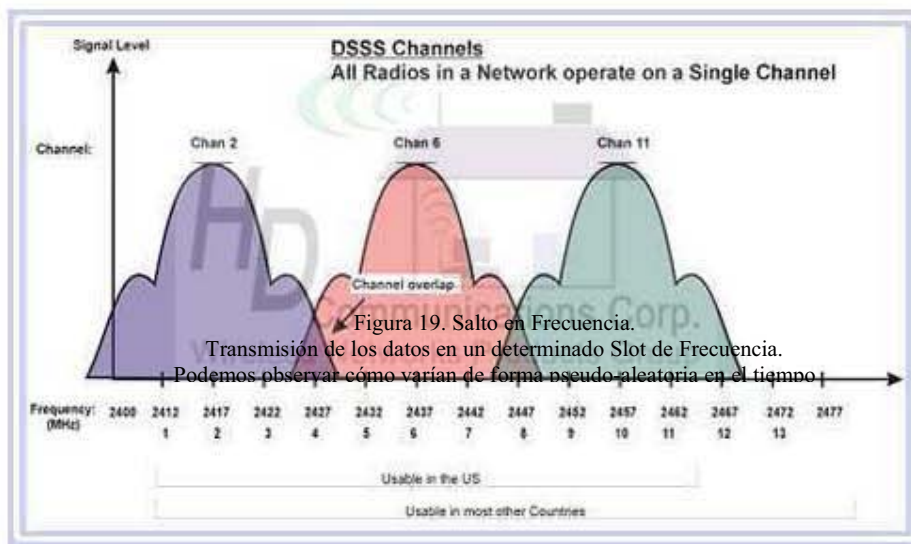 Signal Level
DSSS Channels
All Radios in a Network operate on a Single Channel
Channel:
Chan 2
Chan 6
Chan 11
HD
Channel overlap
Communications Corp.
Figura 19. Salto en Frecuencia.
Transmisión de los datos en un determinado Slot de Frecuencia.
Podemos observar cómo varían de forma pseudo-aleatoria en el tiempo
Frequency: 2400 2412 2417 2422 2427 2432 2437 2442 2447 2452 2457 2462 2467 2472 2477
(MHz) 1 2 3 4 5 6 7 8 9 10 11 12 13
Usable in the US
Usable in most other Countries